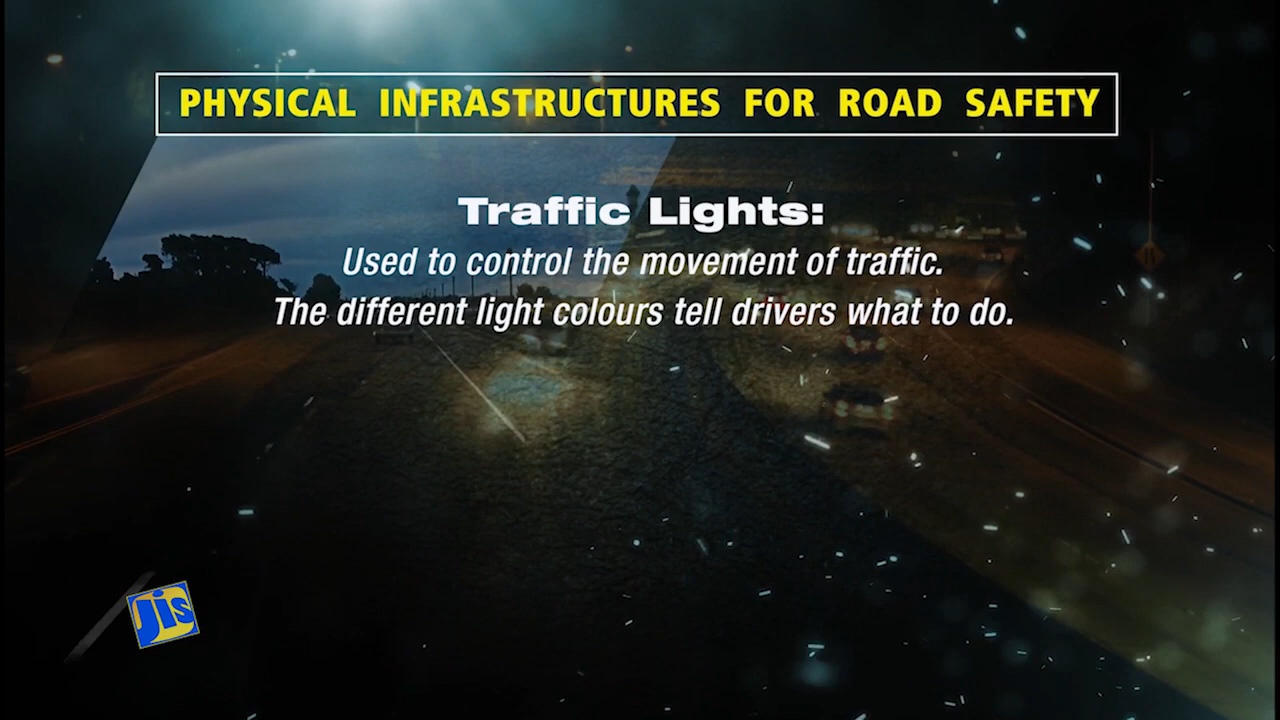 PHYSICAL INFRASTRUCTURES FOR ROAD SAFETY
Traffic Lights:
Used to control the movement of traffic.
The different light colours tell drivers what to do.
JIS